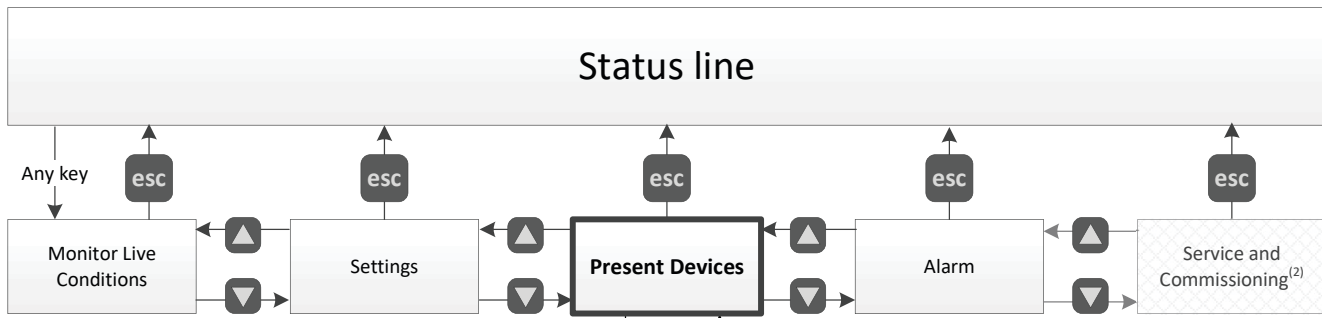 Status line
Any key
esc
esc
esc
esc
esc
Monitor Live
Conditions
Settings
Present Devices
Alarm
Service and
Commissioning(2)